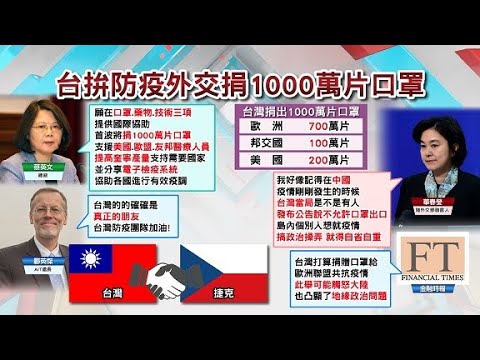 台拚防疫外交捐1000萬片口罩
願在口罩.藥物.技術三項
提供國際協助
首波將捐1000萬片口罩
支援美國.歐盟.友邦醫療人員
提高奎寧產量支持需要國家
並分享電子檢疫系統
協助各國進行有效疫調
蔡英文
總統
台灣捐出1000萬片口罩
歐 洲 700萬片
邦交國 100萬片
美 國 200萬片
我好像記得在中國
疫情剛剛發生的時候
台灣當局是不是有人
發布公告說不允許口罩出口
島內個別人想就疫情
搞政治操弄 就得自省自重
華春瑩
陸外交部發言人
台灣的的確確是
真正的朋友
台灣防疫團隊加油!
酈英傑
AIT處長
台灣
捷克
台灣打算捐贈口罩給
歐洲聯盟共抗疫情
此舉可能觸怒大陸
也凸顯了地緣政治問題
FT
FINANCIAL TIMES
金融時報